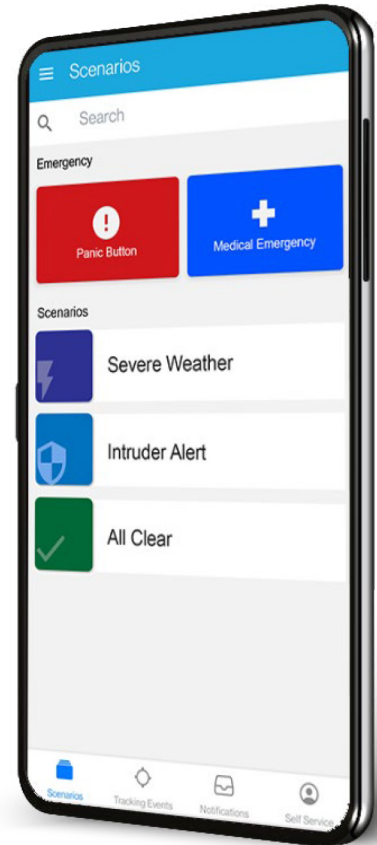 Scenarios
Search
Emergency
Panic Button
Medical Emergency
Scenarios
Severe Weather
Intruder Alert
All Clear
Scenarios
Tracking Events
Notifications
Self Service